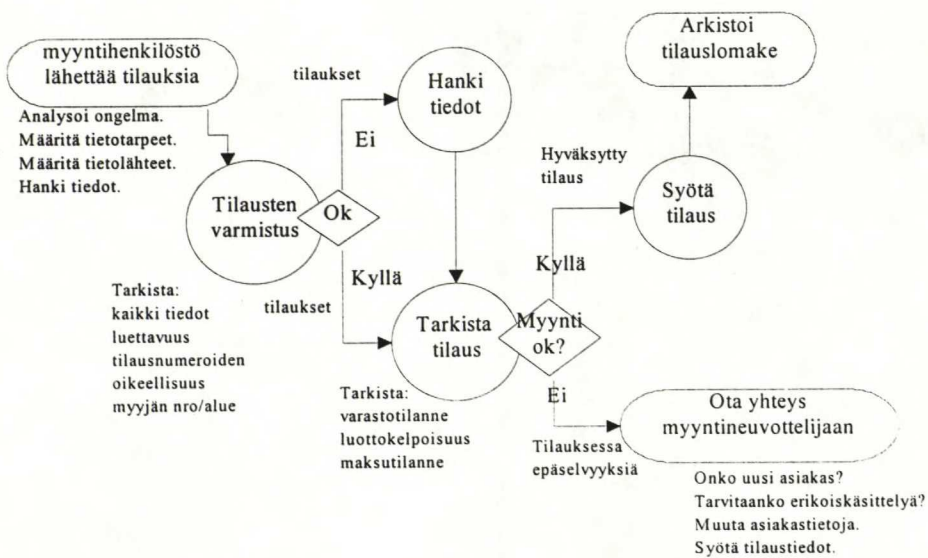 myyntihenkilöstö
lähettää tilauksia
Analysoi ongelma.
Määritä tietotarpeet.
Määritä tietolähteet.
Hanki tiedot.
Tilausten
varmistus
Ok
Tarkista:
kaikki tiedot
luettavuus
tilausnumeroiden
oikeellisuus
myyjän nro/alue
tilaukset
Ei
Hanki
tiedot
Kyllä
tilaukset
Tarkista
tilaus
Tarkista:
varastotilanne
luottokelpoisuus
maksutilanne
Myynti
ok?
Kyllä
Hyväksytty
tilaus
Syötä
tilaus
Arkistoi
tilauslomake
Ei
Tilauksessa
epäselvyyksiä
Ota yhteys
myyntineuvottelijaan
Onko uusi asiakas?
Tarvitaanko erikoiskäsittelyä?
Muuta asiakastietoja.
Syötä tilaustiedot.